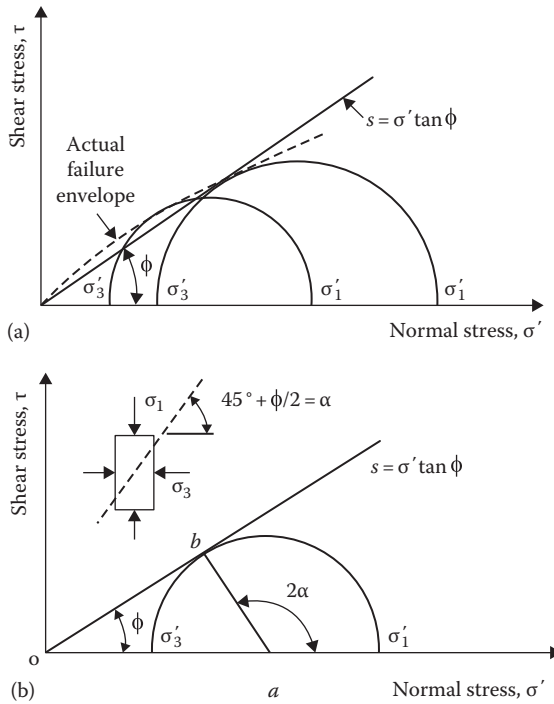 Shear stress, τ
s = σ′ tan ϕ
Actual
failure
envelope
ϕ
σ′3
σ′3
σ′1
σ′1
(a)
Normal stress, σ′
Shear stress, τ
σ1
45° + ϕ/2 = α
σ3
s = σ′ tan ϕ
b
2α
ϕ
σ′3
σ′1
o
(b)
a
Normal stress, σ′